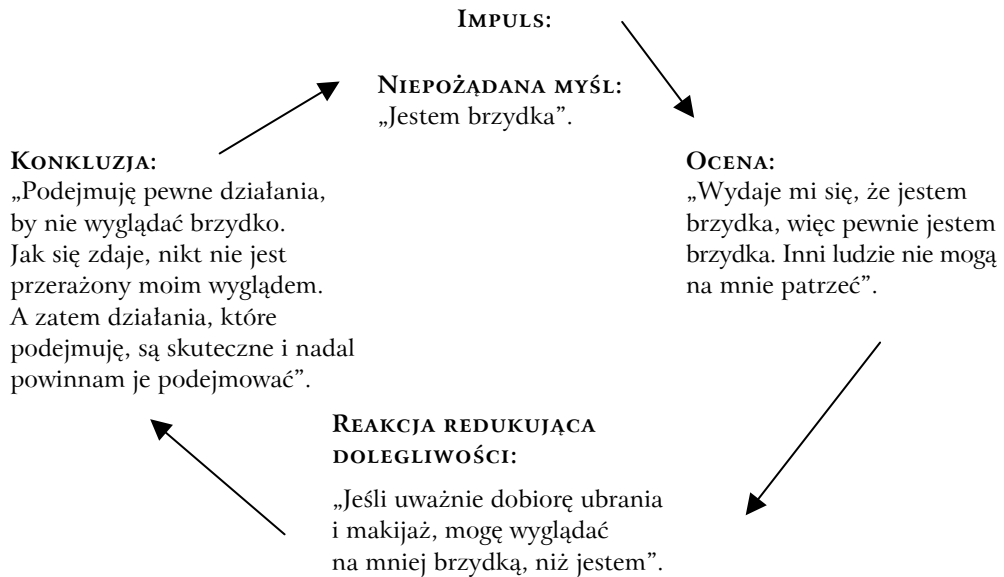 IMPULS:
NIEPOŻĄDANA MYŚL:
„Jestem brzydka”.
OCENA:
„Wydaje mi się, że jestem
brzydka, więc pewnie jestem
brzydka. Inni ludzie nie mogą
na mnie patrzeć”.
REAKCJA REDUKUJĄCA
DOLEGLIWOŚCI:
„Jeśli uważnie dobiorę ubrania
i makijaż, mogę wyglądać
na mniej brzydką, niż jestem”.
KONKLUZJA:
„Podejmuję pewne działania,
by nie wyglądać brzydko.
Jak się zdaje, nikt nie jest
przerażony moim wyglądem.
A zatem działania, które
podejmuję, są skuteczne i nadal
powinnam je podejmować”.